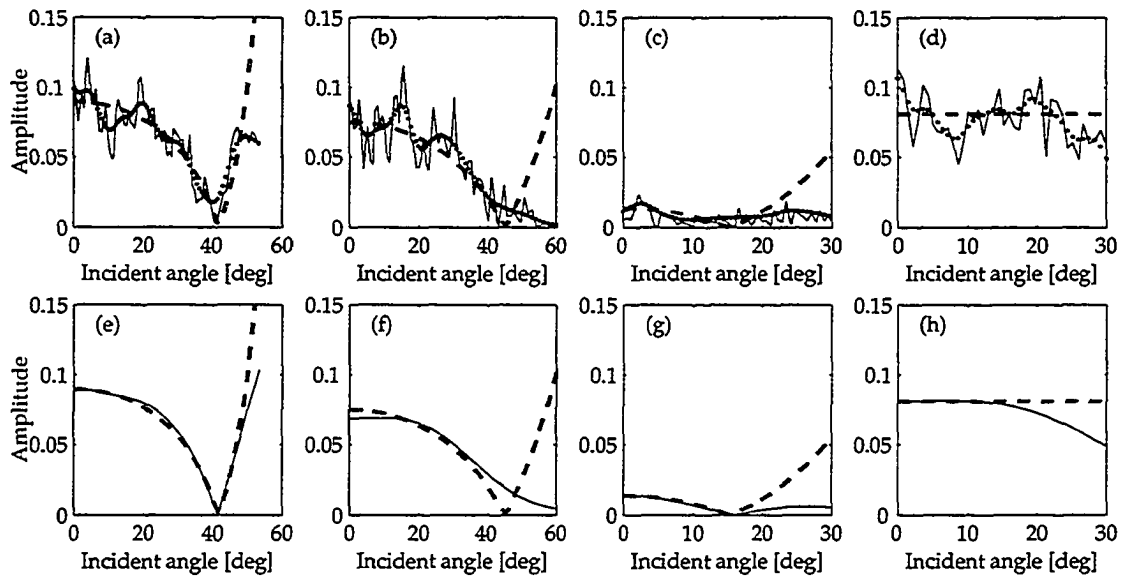 0.15 0.15 0.15 0.15
(a) (b) (c) (d)
Amplitude
0.1 0.1 0.1 0.1
0.05 0.05 0.05 0.05
0 0 0 0
0 20 40 60 0 20 40 60 0 10 20 30 0 10 20 30
Incident angle [deg] Incident angle [deg] Incident angle [deg] Incident angle [deg]
0.15 0.15 0.15 0.15
(e) (f) (g) (h)
Amplitude
0.1 0.1 0.1 0.1
0.05 0.05 0.05 0.05
0 0 0 0
0 20 40 60 0 20 40 60 0 10 20 30 0 10 20 30
Incident angle [deg] Incident angle [deg] Incident angle [deg] Incident angle [deg]